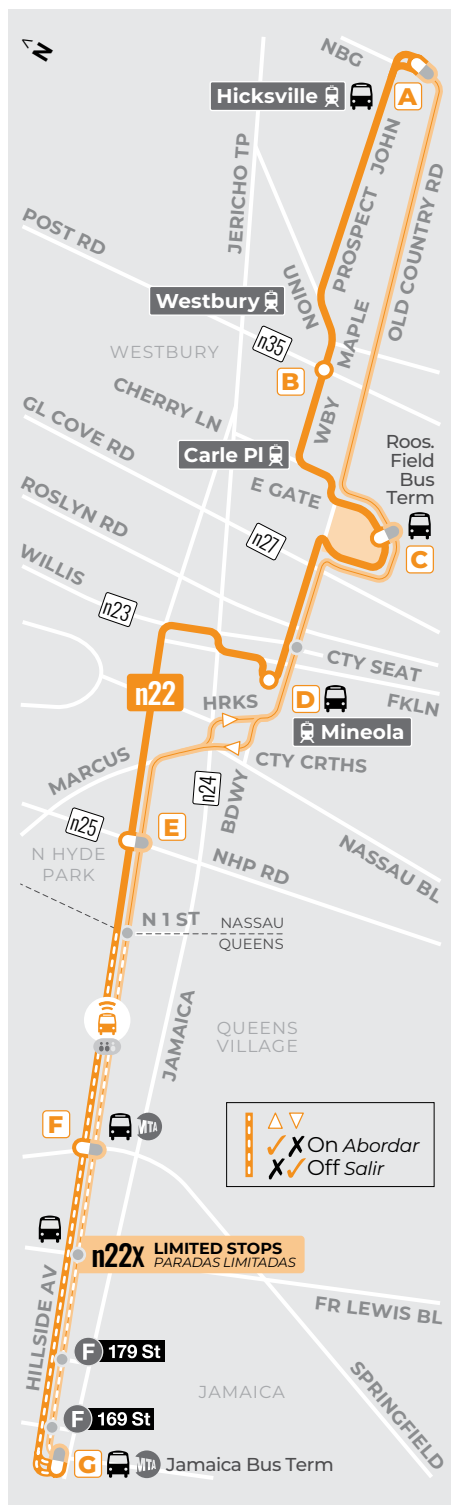 N
NBG
Hicksville
A
JERICHO TP
PROSPECT
JOHN
OLD COUNTRY RD
POST RD
UNION
Westbury
MAPLE
n35
WESTBURY
B
CHERRY LN
WBY
GL COVE RD
Carle Pl
Roos.
Field
Bus
Term
E GATE
ROSLYN RD
n27
C
WILLIS
n23
CTY SEAT
n22
HRKS
D
FKLN
Mineola
MARCUS
CTY CRTHS
n24
BDWY
n25
E
NASSAU BL
N HYDE
PARK
NHP RD
N 1 ST
NASSAU
QUEENS
JAMAICA
QUEENS
VILLAGE
F
MTA
On Abordar
Off Salir
n22x
LIMITED STOPS
PARADAS LIMITADAS
HILLSIDE AV
FR LEWIS BL
F 179 St
SPRINGFIELD
JAMAICA
F 169 St
G
MTA
Jamaica Bus Term